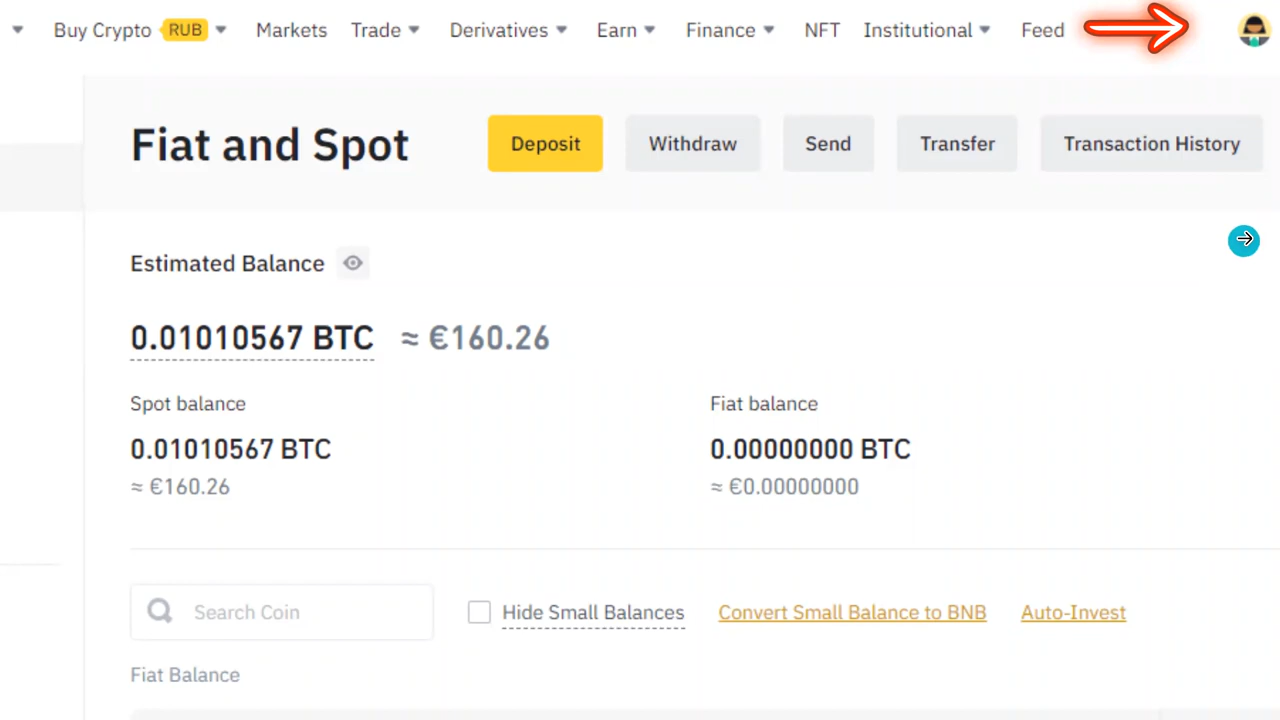 Buy Crypto RUB Markets Trade Derivatives Earn Finance NFT Institutional Feed
Fiat and Spot Deposit Withdraw Send Transfer Transaction History
Estimated Balance
0.01010567 BTC ≈ €160.26
Spot balance Fiat balance
0.01010567 BTC 0.00000000 BTC
≈ €160.26 ≈ €0.00000000
Search Coin Hide Small Balances Convert Small Balance to BNB Auto-Invest
Fiat Balance